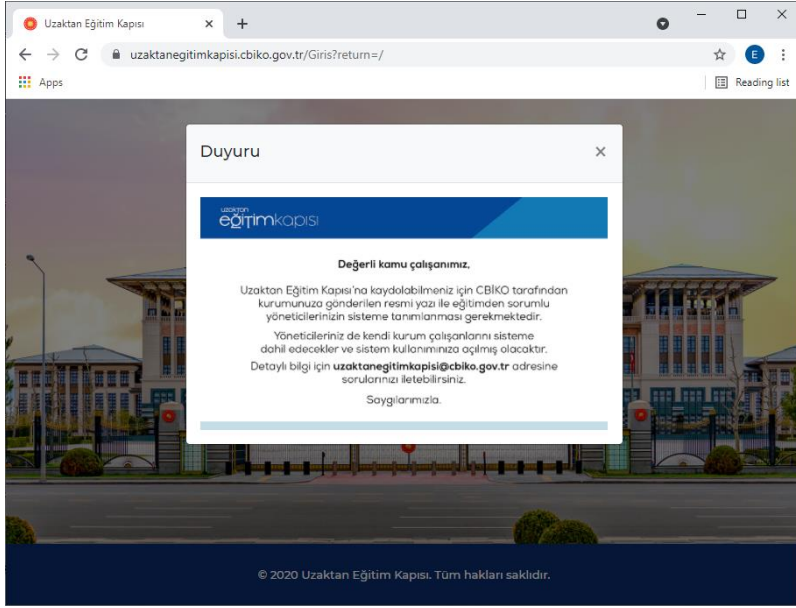 Uzaktan Eğitim Kapısı
uzaktanegitimkapisi.cbiko.gov.tr/Giris?return=/
E
Apps
Reading list
Duyuru
uzaktan
eğitimkapısı
Değerli kamu çalışanımız,
Uzaktan Eğitim Kapısı'na kaydolabilmeniz için CBİKO tarafından
kurumunuza gönderilen resmi yazı ile eğitimden sorumlu
yöneticilerinizin sisteme tanımlanması gerekmektedir.
Yöneticileriniz de kendi kurum çalışanlarını sisteme
dahil edecekler ve sistem kullanımınıza açılmış olacaktır.
Detaylı bilgi için uzaktanegitimkapisi@cbiko.gov.tr adresine
sorularınızı iletebilirsiniz.
Saygılarımızla.
© 2020 Uzaktan Eğitim Kapısı. Tüm hakları saklıdır.